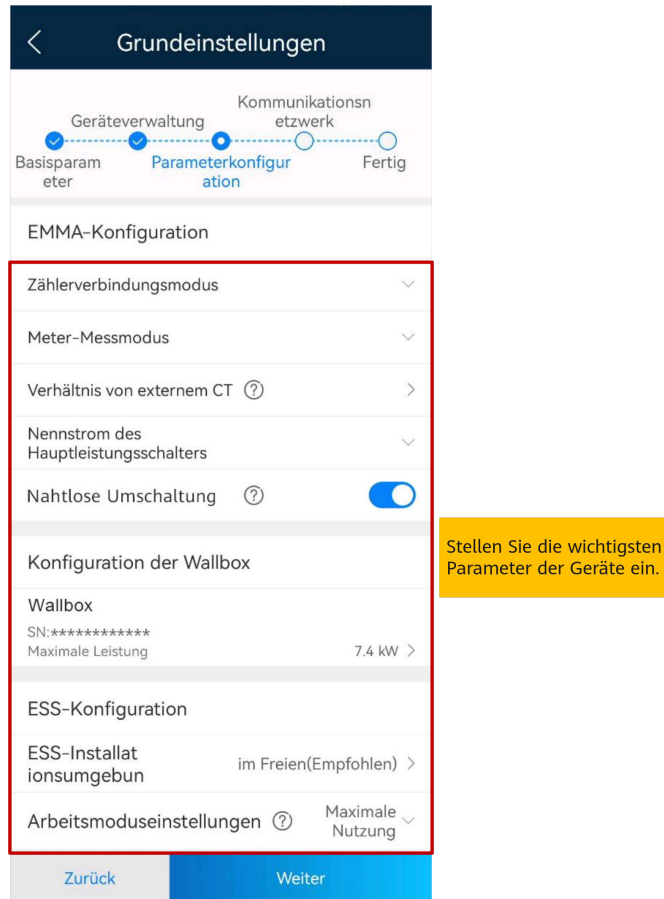 Grundeinstellungen
Kommunikationsn
etzwerk
Geräteverwaltung
Basisparam
eter
Parameterkonfigur
ation
Fertig
EMMA-Konfiguration
Zählerverbindungsmodus
Meter-Messmodus
Verhältnis von externem CT ?
Nennstrom des
Hauptleistungsschalters
Nahtlose Umschaltung ?
Stellen Sie die wichtigsten
Parameter der Geräte ein.
Konfiguration der Wallbox
Wallbox
SN:************
Maximale Leistung 7.4 kW
ESS-Konfiguration
ESS-Installat
ionsumgebun
im Freien(Empfohlen)
Arbeitsmoduseinstellungen ?
Maximale
Nutzung
Zurück Weiter